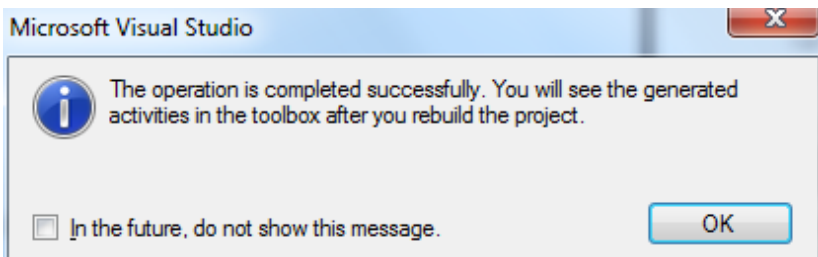 Microsoft Visual Studio
The operation is completed successfully. You will see the generated
activities in the toolbox after you rebuild the project.
In the future, do not show this message.
OK